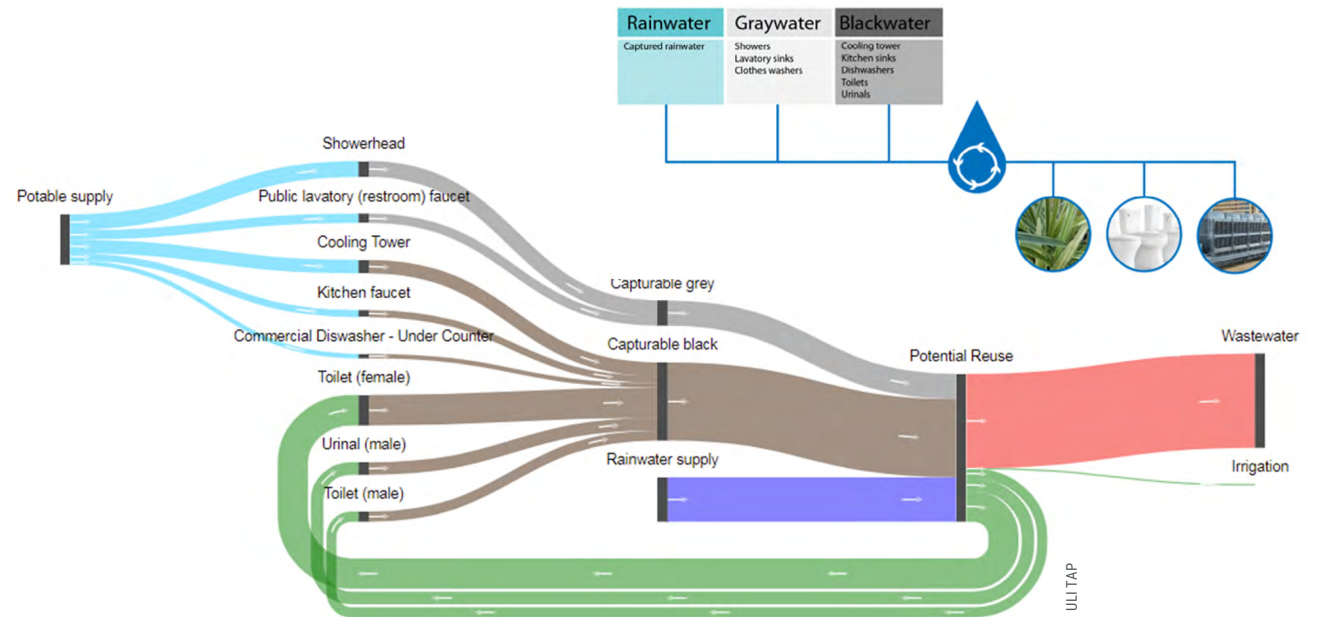 Rainwater
Captured rainwater
Graywater
Showers
Lavatory sinks
Clothes washers
Blackwater
Cooling tower
Kitchen sinks
Dishwashers
Toilets
Urinals
Potable supply
Showerhead
Public lavatory (restroom) faucet
Cooling Tower
Kitchen faucet
Commercial Diswasher - Under Counter
Toilet (female)
Urinal (male)
Toilet (male)
Capturable grey
Capturable black
Rainwater supply
Potential Reuse
Wastewater
Irrigation
ULI TAP